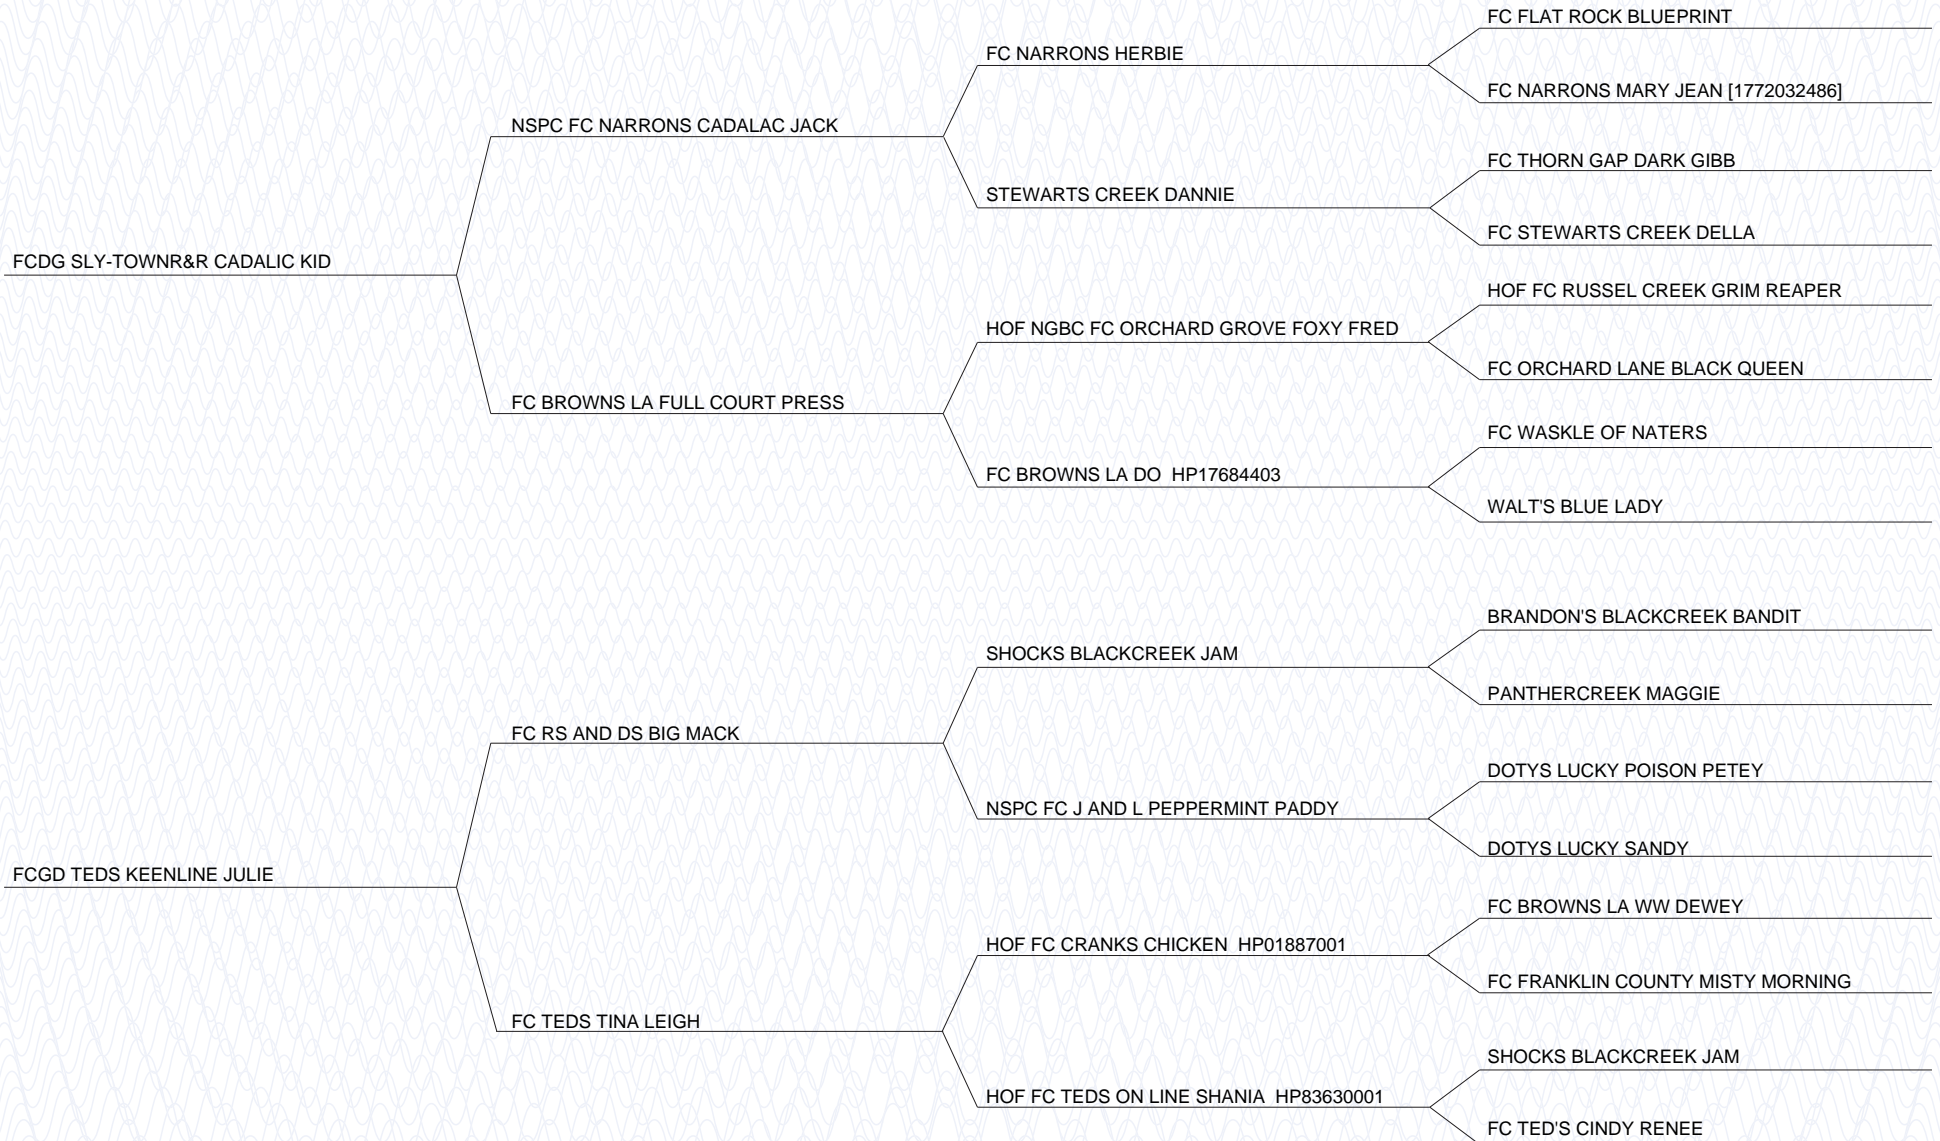 FC FLAT ROCK BLUEPRINT
FC NARRONS HERBIE
FC NARRONS MARY JEAN [1772032486]
NSPC FC NARRONS CADALAC JACK
FC THORN GAP DARK GIBB
STEWARTS CREEK DANNIE
FC STEWARTS CREEK DELLA
FCDG SLY-TOWNR&R CADALIC KID
HOF FC RUSSEL CREEK GRIM REAPER
HOF NGBC FC ORCHARD GROVE FOXY FRED
FC ORCHARD LANE BLACK QUEEN
FC BROWNS LA FULL COURT PRESS
FC WASKLE OF NATERS
FC BROWNS LA DO  HP17684403
WALT'S BLUE LADY
BRANDON'S BLACKCREEK BANDIT
SHOCKS BLACKCREEK JAM
PANTHERCREEK MAGGIE
FC RS AND DS BIG MACK
DOTYS LUCKY POISON PETEY
NSPC FC J AND L PEPPERMINT PADDY
DOTYS LUCKY SANDY
FCGD TEDS KEENLINE JULIE
FC BROWNS LA WW DEWEY
HOF FC CRANKS CHICKEN  HP01887001
FC FRANKLIN COUNTY MISTY MORNING
FC TEDS TINA LEIGH
SHOCKS BLACKCREEK JAM
HOF FC TEDS ON LINE SHANIA  HP83630001
FC TED'S CINDY RENEE